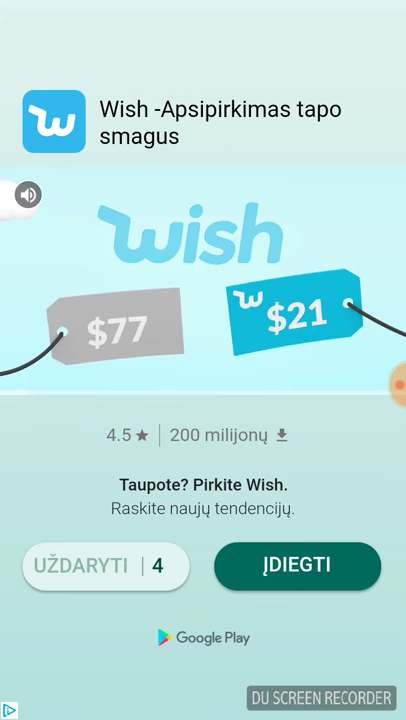 Wish -Apsipirkimas tapo
smagus
wish
$77
w $21
4.5 ★ | 200 milijonų
Taupote? Pirkite Wish.
Raskite naujų tendencijų.
UŽDARYTI | 4
ĮDIEGTI
Google Play
DU SCREEN RECORDER